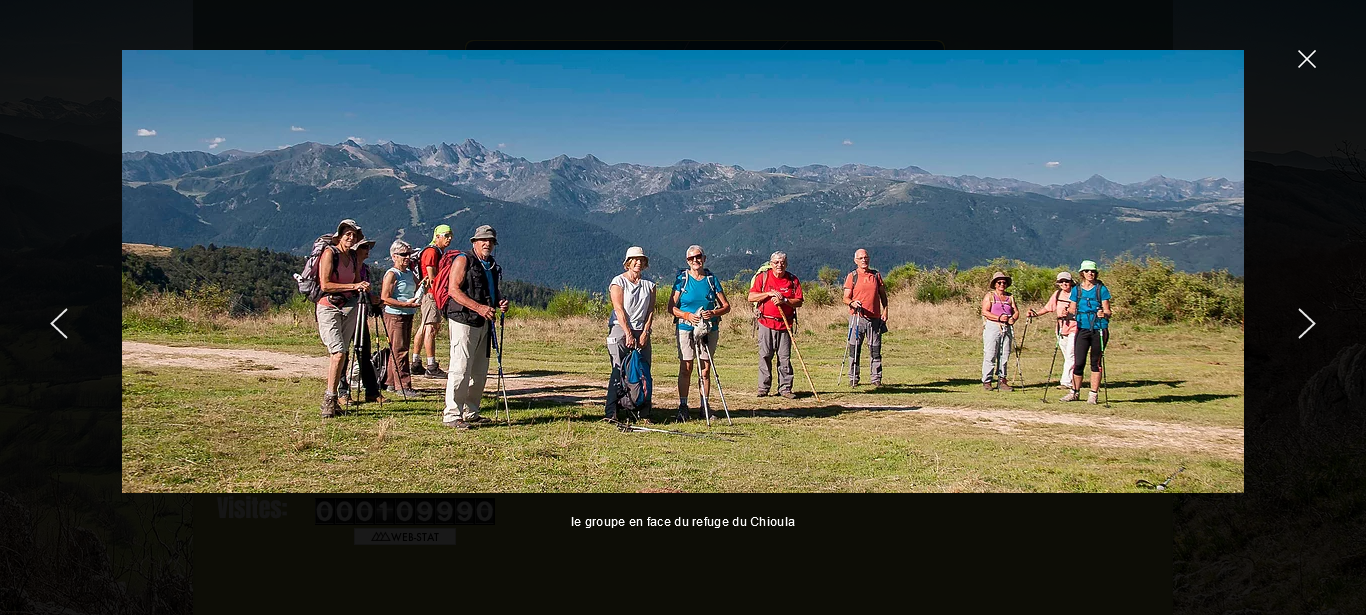 Visites:
000109990
WEB-STAT
le groupe en face du refuge du Chioula